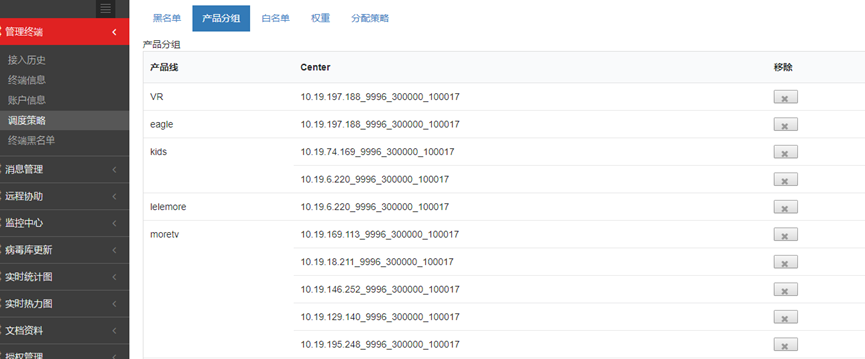 管理终端
接入历史
终端信息
账户信息
调度策略
终端黑名单
消息管理
远程协助
监控中心
病毒库更新
实时统计图
实时热力图
文档资料
授权管理
黑名单 产品分组 白名单 权重 分配策略
产品分组
产品线 Center 移除
VR 10.19.197.188_9996_300000_100017
eagle 10.19.197.188_9996_300000_100017
kids 10.19.74.169_9996_300000_100017
10.19.6.220_9996_300000_100017
lelemore 10.19.6.220_9996_300000_100017
moretv 10.19.169.113_9996_300000_100017
10.19.18.211_9996_300000_100017
10.19.146.252_9996_300000_100017
10.19.129.140_9996_300000_100017
10.19.195.248_9996_300000_100017